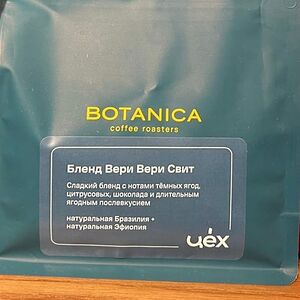 BOTANICA
coffee roasters
Бленд Вери Вери Свит
Сладкий бленд с нотами тёмных ягод,
цитрусовых, шоколада и длительным
ягодным послевкусием
натуральная Бразилия +
натуральная Эфиопия
цех